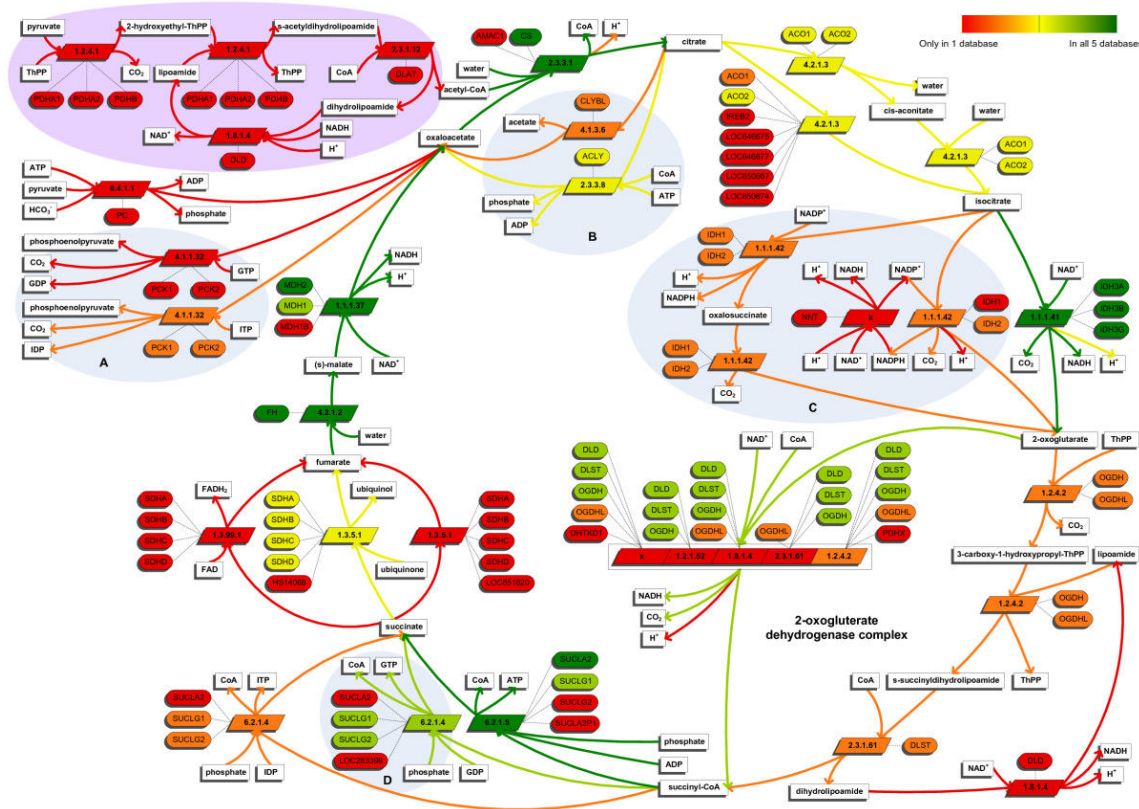 pyruvate
2-hydroxyethyl-ThPP
s-acetyldihydrolipoamide
1.2.4.1
1.2.4.1
2.3.1.12
ThPP
CO₂
lipoamide
ThPP
CoA
PDHA1
PDHA2
PDHB
PDHA1
PDHA2
PDHB
DLAT
dihydrolipoamide
NAD⁺
1.8.1.4
NADH
H⁺
DLD
AMAC1
CS
CoA
H⁺
2.3.3.1
water
acetyl-CoA
citrate
oxaloacetate
ACO1
ACO2
4.2.1.3
water
cis-aconitate
water
4.2.1.3
ACO1
ACO2
Only in 1 database
In all 5 databases
ACO1
ACO2
IREB2
LOC646675
LOC646677
LOC650667
LOC650674
4.2.1.3
isocitrate
CLYBL
acetate
4.1.3.6
ACLY
2.3.3.8
CoA
ATP
phosphate
ADP
B
ATP
pyruvate
HCO₃⁻
6.4.1.1
ADP
phosphate
PC
phosphoenolpyruvate
CO₂
GDP
4.1.1.32
GTP
PCK1
PCK2
phosphoenolpyruvate
CO₂
IDP
4.1.1.32
ITP
PCK1
PCK2
A
MDH2
MDH1
MDH1B
1.1.1.37
NADH
H⁺
(s)-malate
NAD⁺
FH
4.2.1.2
water
fumarate
NADP⁺
IDH1
IDH2
1.1.1.42
H⁺
NADPH
oxalosuccinate
IDH1
IDH2
1.1.1.42
CO₂
H⁺
NADH
NADP⁺
NNT
x
H⁺
NAD⁺
NADPH
1.1.1.42
IDH1
IDH2
CO₂
H⁺
C
NAD⁺
1.1.1.41
IDH3A
IDH3B
IDH3G
CO₂
NADH
H⁺
2-oxoglutarate
ThPP
1.2.4.2
OGDH
OGDHL
CO₂
3-carboxy-1-hydroxypropyl-ThPP
lipoamide
1.2.4.2
OGDH
OGDHL
s-succinyldihydrolipoamide
ThPP
CoA
2.3.1.61
DLST
dihydrolipoamide
NAD⁺
DLD
1.8.1.4
NADH
H⁺
NAD⁺
CoA
DLD
DLST
OGDH
OGDHL
DHTKD1
DLD
DLST
OGDH
DLD
DLST
OGDH
OGDHL
DLD
DLST
OGDH
OGDHL
DLD
DLST
OGDH
OGDHL
PDHX
x
1.2.1.52
1.8.1.4
2.3.1.61
1.2.4.2
NADH
CO₂
H⁺
2-oxogluterate
dehydrogenase complex
SDHA
SDHB
SDHC
SDHD
FADH₂
1.3.99.1
FAD
SDHA
SDHB
SDHC
SDHD
HS14066
ubiquinol
1.3.5.1
ubiquinone
1.3.5.1
SDHA
SDHB
SDHC
SDHD
LOC651820
succinate
SUCLA2
SUCLG1
SUCLG2
CoA
ITP
6.2.1.4
phosphate
IDP
CoA
GTP
SUCLA2
SUCLG1
SUCLG2
LOC283398
6.2.1.4
phosphate
GDP
D
CoA
ATP
6.2.1.5
SUCLA2
SUCLG1
SUCLG2
SUCLA2P1
phosphate
ADP
succinyl-CoA